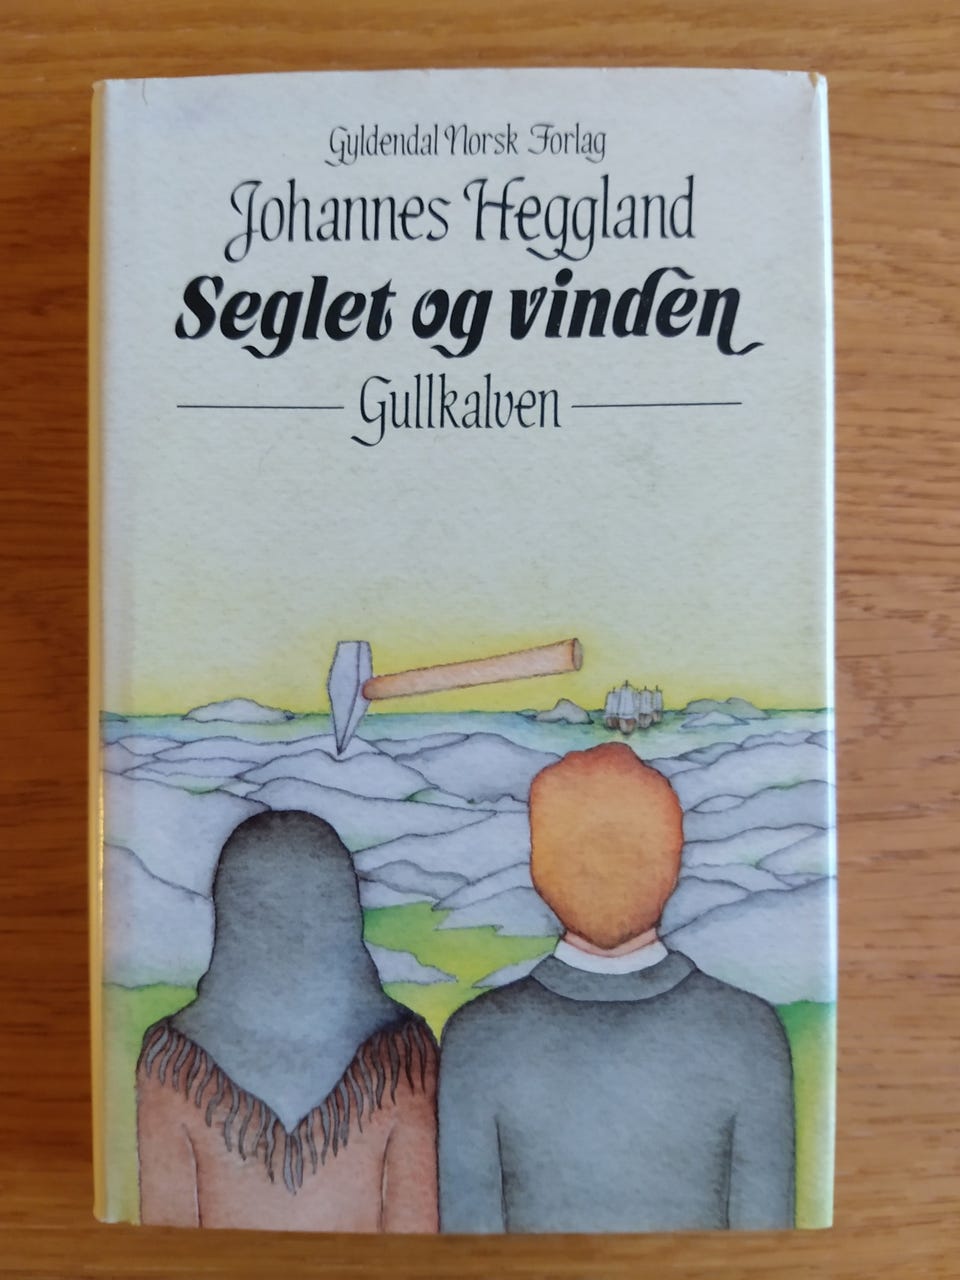 Gyldendal Norsk Forlag
Johannes Heggland
Seglet og vinden
Gullkalven